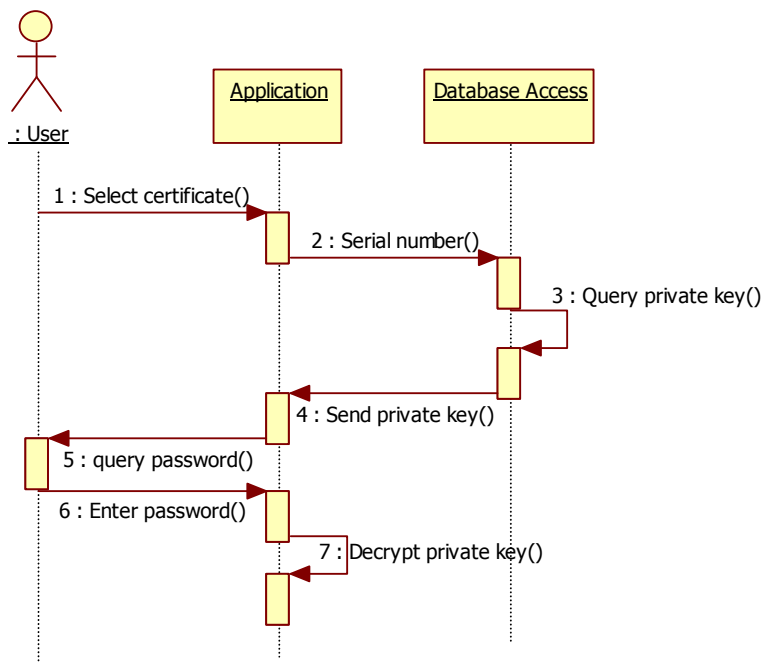 Application
Database Access
: User
1 : Select certificate()
2 : Serial number()
3 : Query private key()
4 : Send private key()
5 : query password()
6 : Enter password()
7 : Decrypt private key()